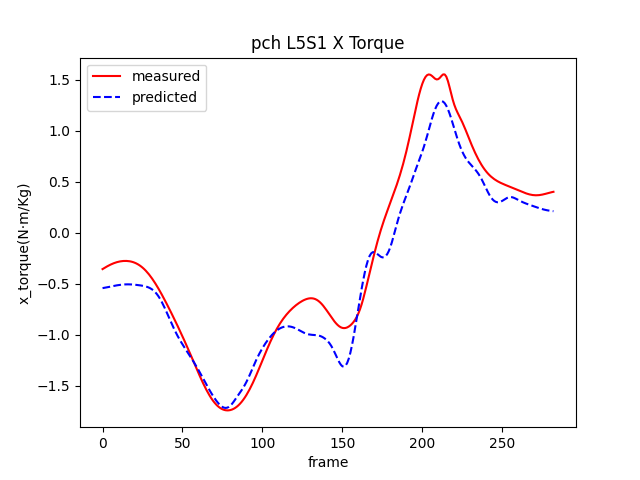 pch L5S1 X Torque
measured
predicted
x_torque(N·m/Kg)
1.5
1.0
0.5
0.0
−0.5
−1.0
−1.5
0 50 100 150 200 250
frame